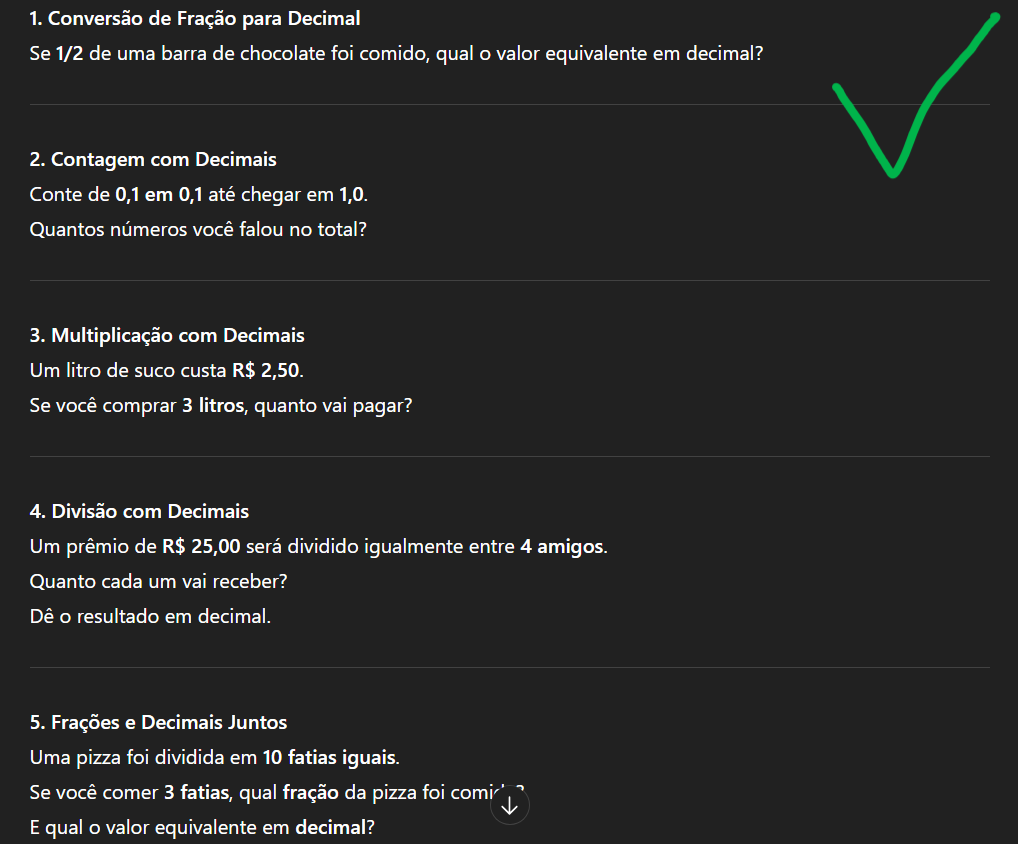 1. Conversão de Fração para Decimal
Se 1/2 de uma barra de chocolate foi comido, qual o valor equivalente em decimal?
2. Contagem com Decimais
Conte de 0,1 em 0,1 até chegar em 1,0.
Quantos números você falou no total?
3. Multiplicação com Decimais
Um litro de suco custa R$ 2,50.
Se você comprar 3 litros, quanto vai pagar?
4. Divisão com Decimais
Um prêmio de R$ 25,00 será dividido igualmente entre 4 amigos.
Quanto cada um vai receber?
Dê o resultado em decimal.
5. Frações e Decimais Juntos
Uma pizza foi dividida em 10 fatias iguais.
Se você comer 3 fatias, qual fração da pizza foi
E qual o valor equivalente em decimal?